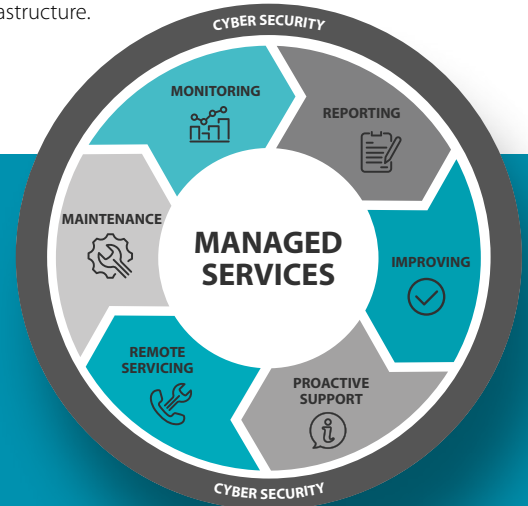 astructure.
CYBER SECURITY
MONITORING
REPORTING
MAINTENANCE
MANAGED
SERVICES
IMPROVING
REMOTE
SERVICING
PROACTIVE
SUPPORT
CYBER SECURITY